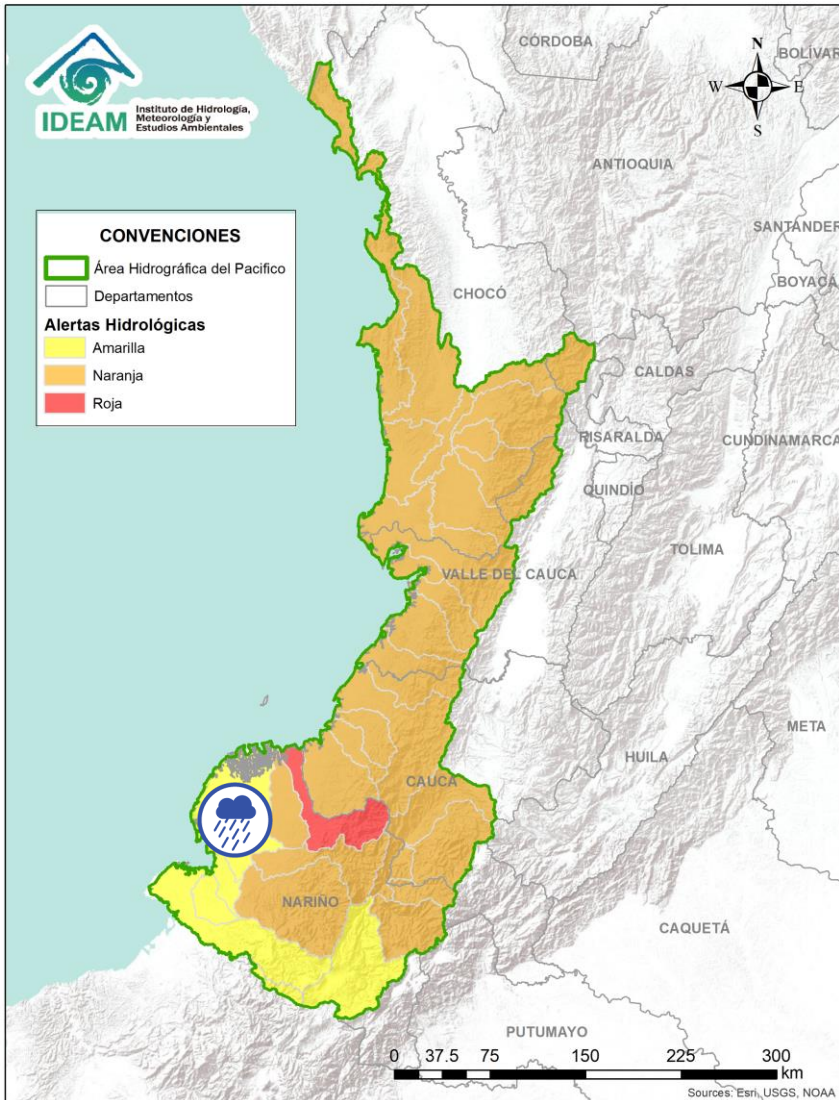 IDEAM
Instituto de Hidrología,
Meteorología y
Estudios Ambientales
N
W
E
S
CÓRDOBA
BOLÍVAR
ANTIOQUIA
SANTANDER
BOYACÁ
CHOCÓ
CALDAS
RISARALDA
CUNDINAMARCA
QUINDÍO
TOLIMA
VALLE DEL CAUCA
META
HUILA
CAUCA
NARIÑO
CAQUETÁ
PUTUMAYO
CONVENCIONES
Área Hidrográfica del Pacifico
Departamentos
Alertas Hidrológicas
Amarilla
Naranja
Roja
0 37.5 75 150 225 300
km
Sources: Esri, USGS, NOAA